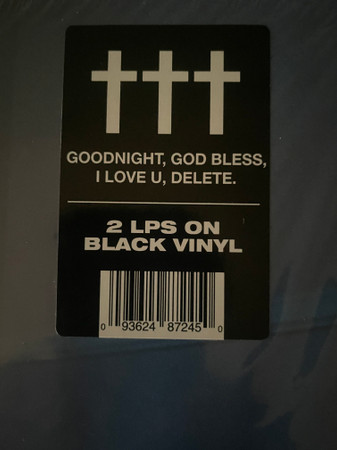 †††
GOODNIGHT, GOD BLESS,
I LOVE U, DELETE.
2 LPS ON
BLACK VINYL
0 93624 87245 0